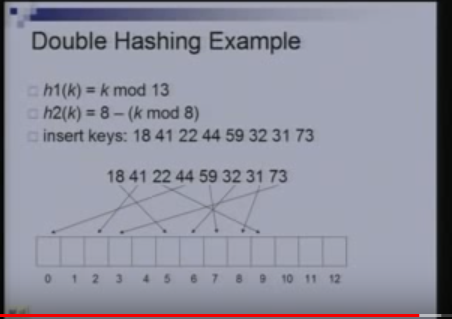 Double Hashing Example
h1(k) = k mod 13
h2(k) = 8 – (k mod 8)
insert keys: 18 41 22 44 59 32 31 73
18 41 22 44 59 32 31 73
0 1 2 3 4 5 6 7 8 9 10 11 12